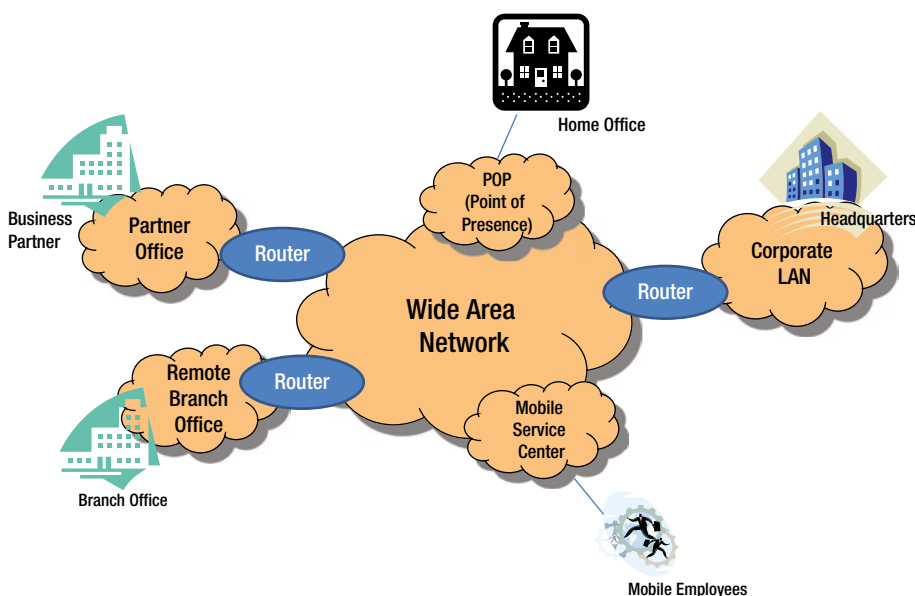 Home Office
POP
(Point of
Presence)
Business
Partner
Partner
Office
Router
Headquarters
Corporate
LAN
Router
Wide Area
Network
Remote
Branch
Office
Router
Mobile
Service
Center
Branch Office
Mobile Employees